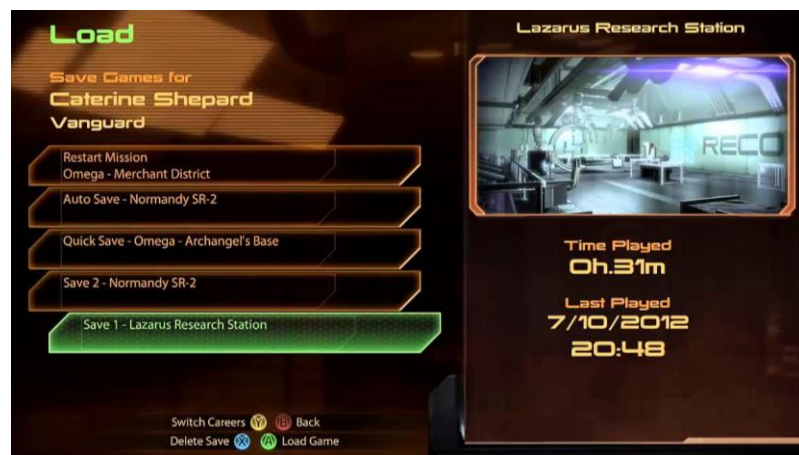 Load
Save Games for
Caterine Shepard
Vanguard
Restart Mission
Omega - Merchant District
Auto Save - Normandy SR-2
Quick Save - Omega - Archangel's Base
Save 2 - Normandy SR-2
Save 1 - Lazarus Research Station
Switch Careers Y B Back
Delete Save X A Load Game
Lazarus Research Station
RECO
Time Played
0h.31m
Last Played
7/10/2012
20:48